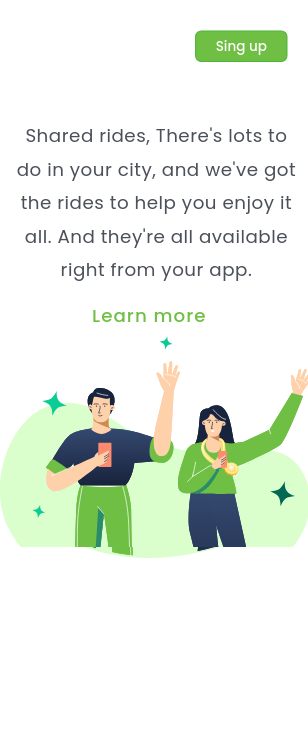 Sing up
Shared rides, There's lots to
do in your city, and we've got
the rides to help you enjoy it
all. And they're all available
right from your app.
Learn more